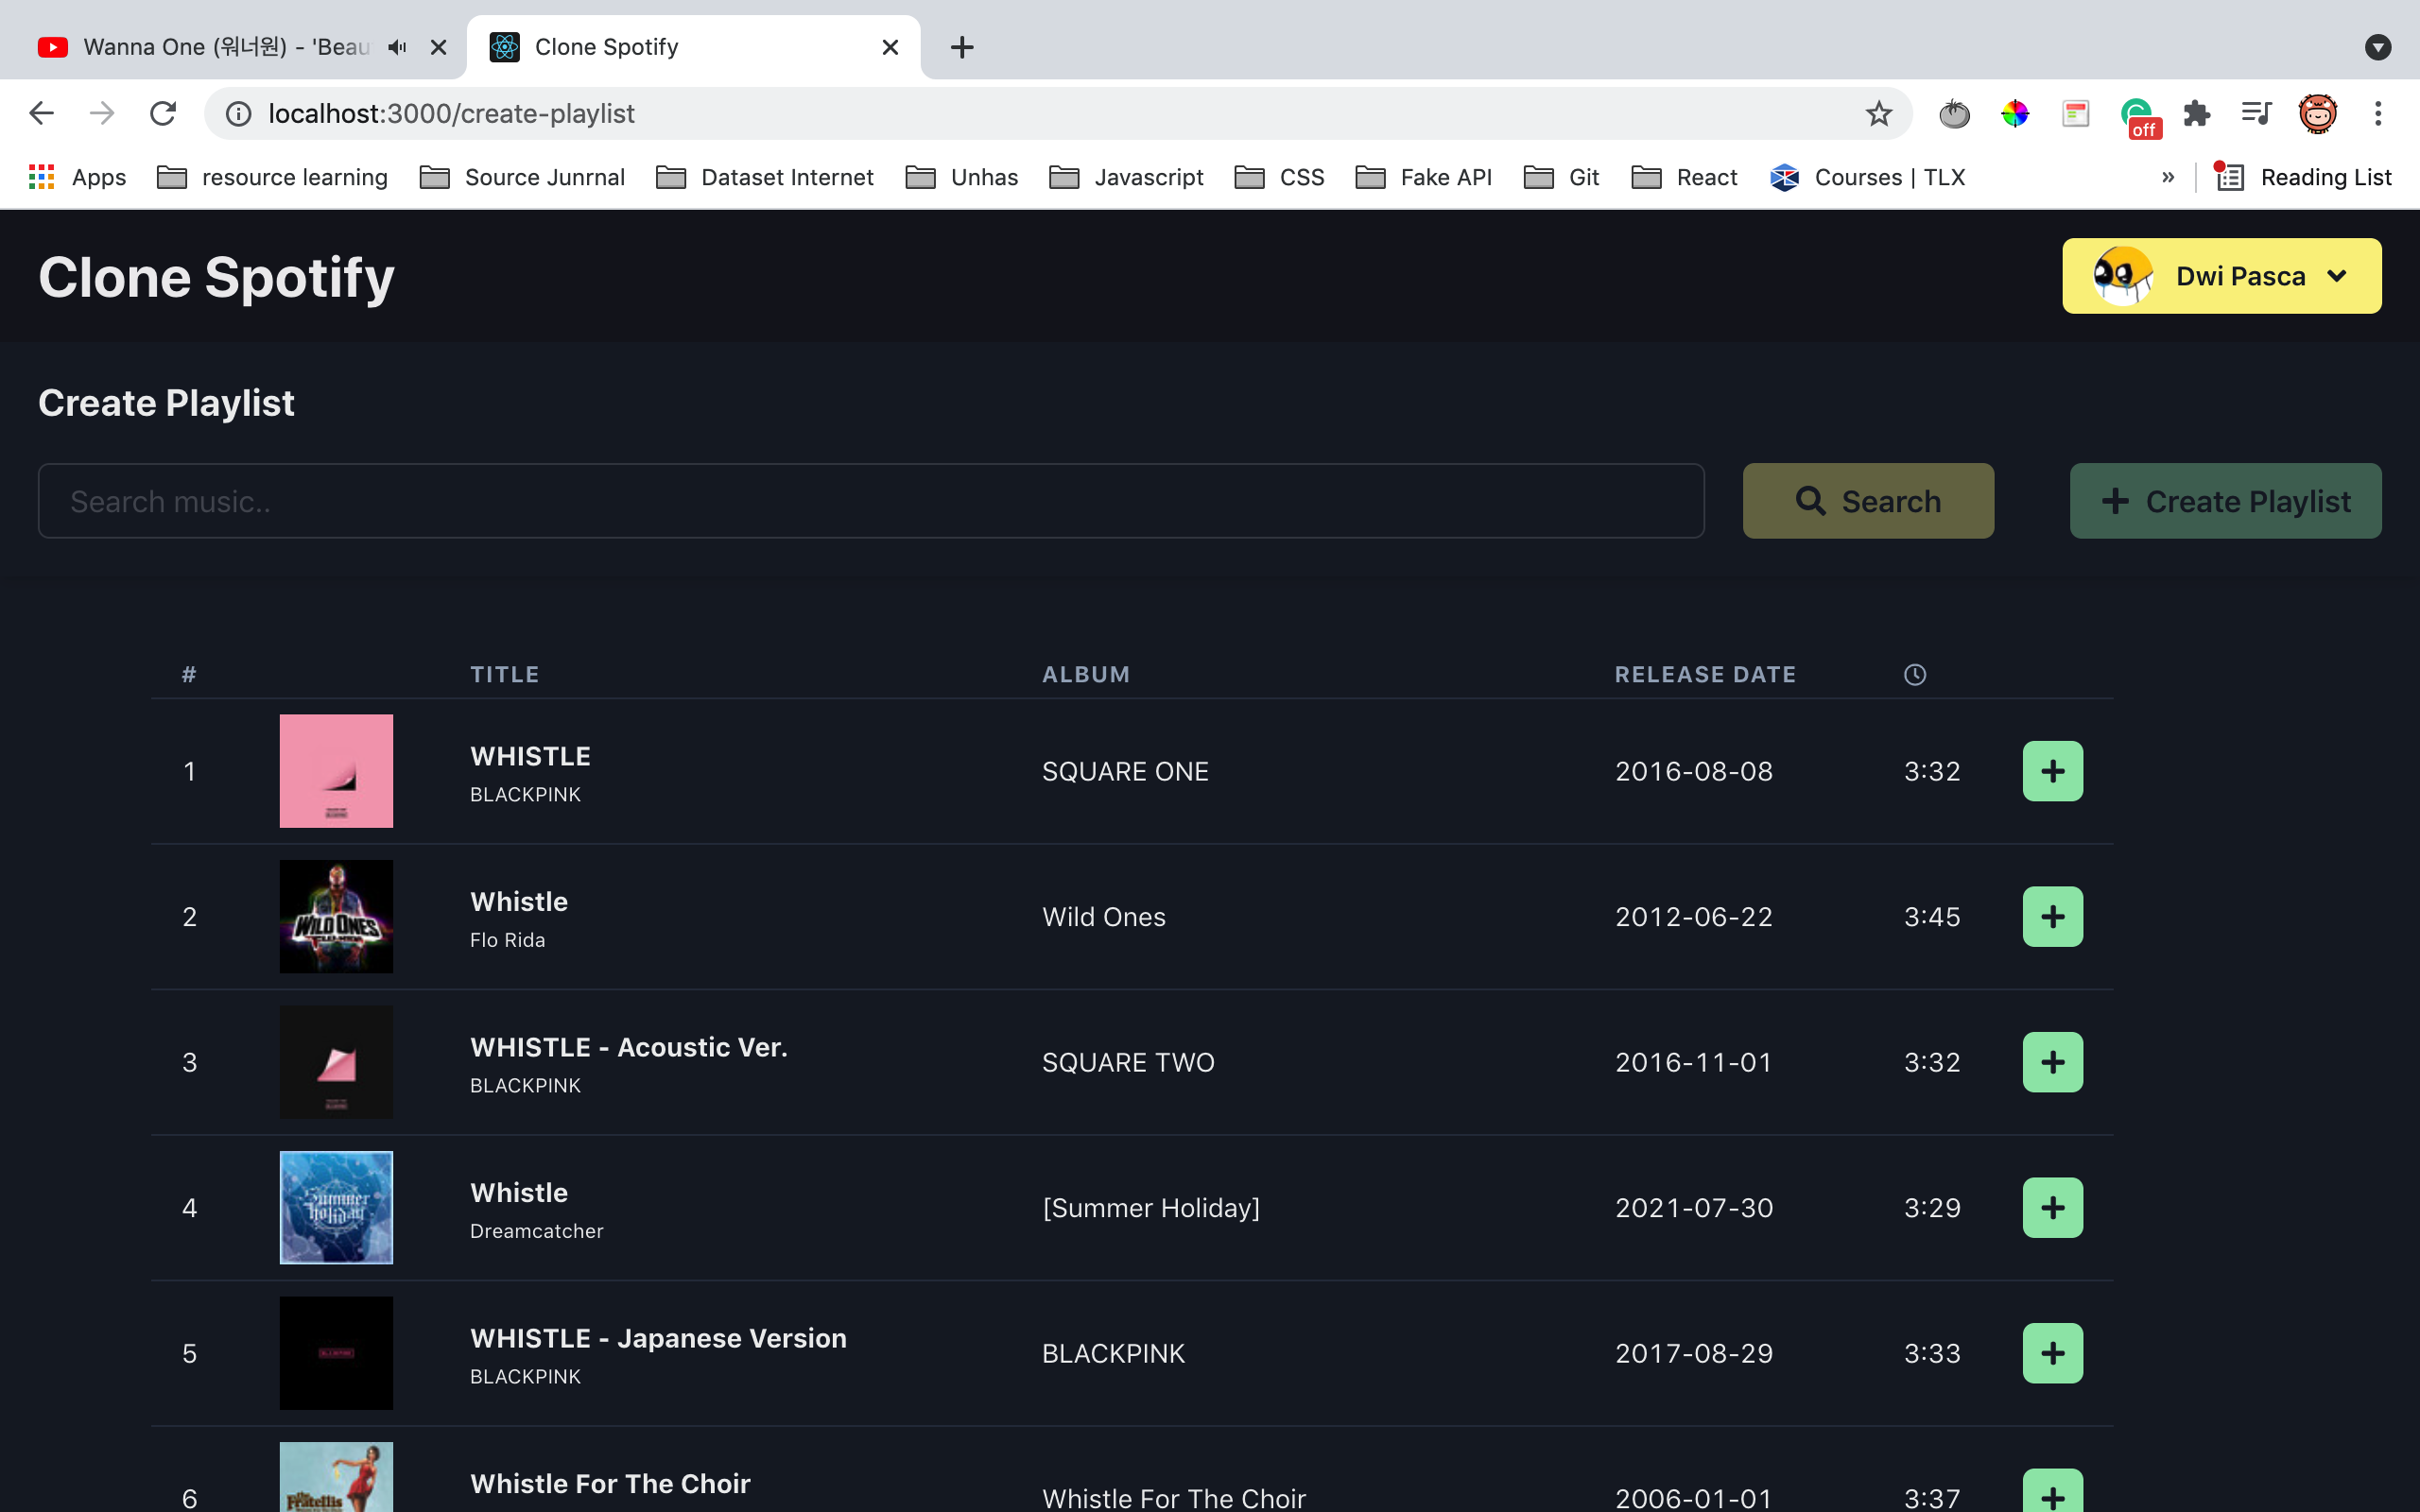 Wanna One (워너원) - 'Beau
Clone Spotify
localhost:3000/create-playlist
off
Apps
resource learning
Source Junrnal
Dataset Internet
Unhas
Javascript
CSS
Fake API
Git
React
Courses | TLX
»
Reading List
Clone Spotify
Dwi Pasca
Create Playlist
Search music..
Search
Create Playlist
# TITLE ALBUM RELEASE DATE
1 WHISTLE SQUARE ONE 2016-08-08 3:32
BLACKPINK
WILD ONES
2 Whistle Wild Ones 2012-06-22 3:45
Flo Rida
3 WHISTLE - Acoustic Ver. SQUARE TWO 2016-11-01 3:32
BLACKPINK
Summer
Holiday
4 Whistle [Summer Holiday] 2021-07-30 3:29
Dreamcatcher
5 WHISTLE - Japanese Version BLACKPINK 2017-08-29 3:33
BLACKPINK
the Fratellis
6 Whistle For The Choir Whistle For The Choir 2006-01-01 3:37